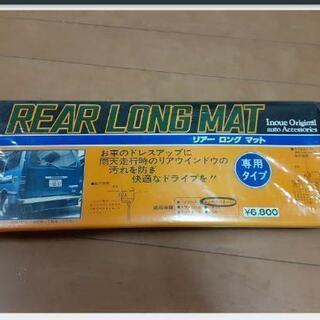 REAR LONG MAT
Inoue Original
auto Accessories
リアー ロング マット
お車のドレスアップに
雨天走行時のリアウインドウの
汚れを防ぎ
快適なドライブを!!
専用
タイプ
¥6,800